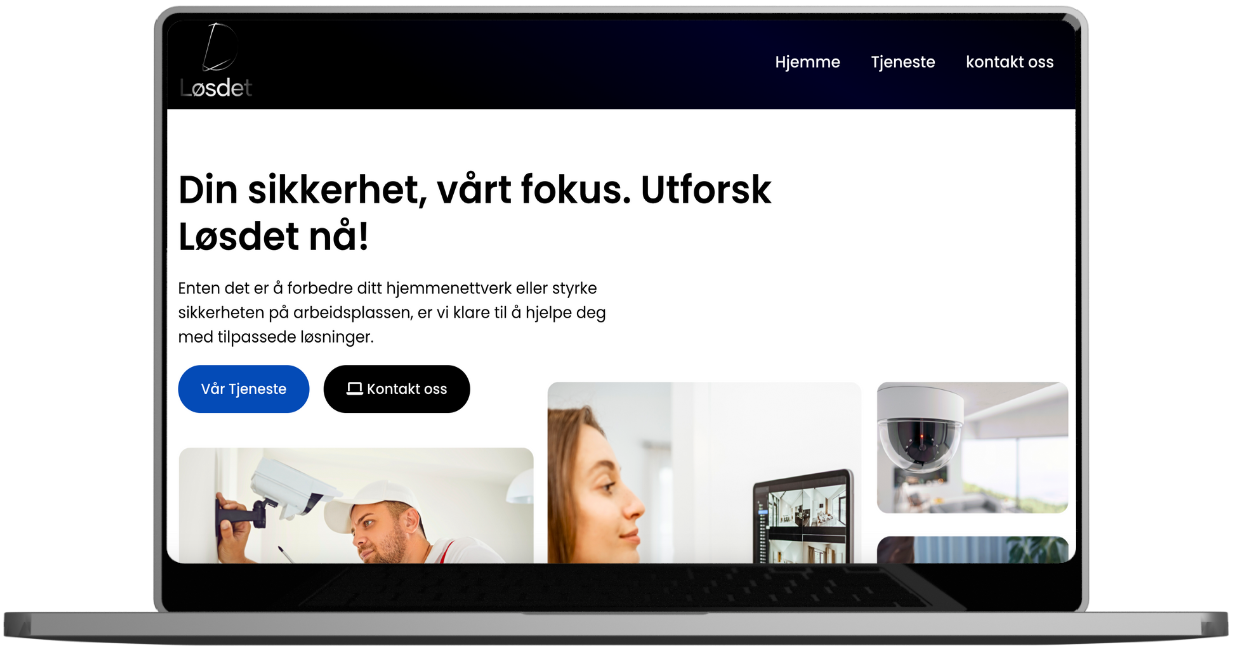 Løsdet
Hjemme Tjeneste kontakt oss
Din sikkerhet, vårt fokus. Utforsk
Løsdet nå!
Enten det er å forbedre ditt hjemmenettverk eller styrke
sikkerheten på arbeidsplassen, er vi klare til å hjelpe deg
med tilpassede løsninger.
Vår Tjeneste Kontakt oss